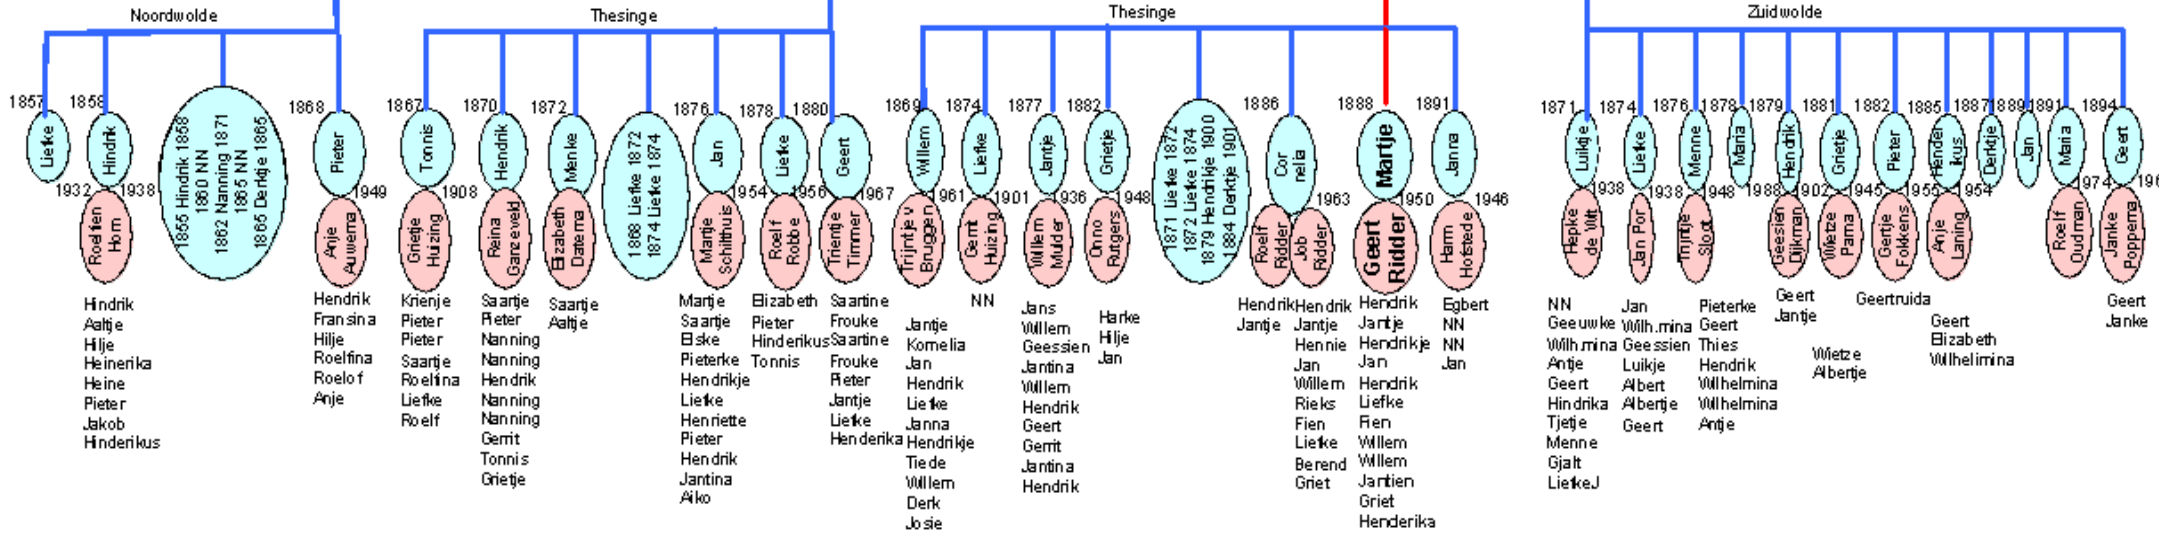 Noordwolde
1857
Liefke
1932
1858
Hindrik
1938
Roelfien
Horn
Hindrik
Aaltje
Hilje
Heinerika
Heine
Pieter
Jakob
Hinderikus
1855 Hindrik 1858
1860 NN
1862 Nanning 1871
1865 NN
1865 Derktje 1865
1868
Pieter
1949
Anje
Auwema
Hendrik
Fransina
Hilje
Roelfina
Roelof
Anje
Thesinge
1867
Tonnis
1908
Grietje
Huizing
Krienje
Pieter
Pieter
Saartje
Roelfina
Liefke
Roelf
1870
Hendrik
Reina
Ganzeveld
Saartje
Pieter
Nanning
Nanning
Hendrik
Nanning
Nanning
Gerrit
Tonnis
Grietje
1872
Menke
Elizabeth
Datema
Saartje
Aaltje
1868 Liefke 1872
1874 Liefke 1874
1876
Jan
1954
Martje
Schilthuis
Martje
Saartje
Elske
Pieterke
Hendrikje
Liefke
Henriette
Pieter
Hendrik
Jantina
Aiko
1878
Liefke
1956
Roelf
Robbe
Elizabeth
Pieter
Hinderikus
Tonnis
1880
Geert
1967
Trientje
Timmer
Saartine
Frouke
Saartine
Frouke
Pieter
Jantje
Liefke
Henderika
Thesinge
1869
Willem
1961
Trijntje v
Bruggen
Jantje
Kornelia
Jan
Hendrik
Liefke
Janna
Hendrikje
Tiede
Willem
Derk
Josie
1874
Liefke
1901
Gerrit
Huizing
NN
1877
Jantje
1936
Willem
Mulder
Jans
Willem
Geessien
Jantina
Willem
Hendrik
Geert
Gerrit
Jantina
Hendrik
1882
Grietje
1948
Onno
Rutgers
Harke
Hilje
Jan
1871 Liefke 1872
1872 Liefke 1874
1879 Hendrikje 1900
1884 Derktje 1901
1886
Cor
nelia
1963
Roelf
Ridder
Job
Ridder
Hendrik
Jantje
Hendrik
Jantje
Hennie
Jan
Willem
Rieks
Fien
Liefke
Berend
Griet
1888
Martje
1950
Geert
Ridder
Hendrik
Jantje
Hendrikje
Jan
Hendrik
Liefke
Fien
Willem
Willem
Jantien
Griet
Henderika
1891
Janna
1946
Harm
Hofstede
Egbert
NN
NN
Jan
Zuidwolde
1871
Luiktje
1938
Hepke
de Wit
NN
Geeuwke
Wilh.mina
Antje
Geert
Hindrika
Tjetje
Menne
Gjalt
LiefkeJ
1874
Liefke
1938
Jan Por
Jan
Wilh.mina
Geessien
Luikje
Albert
Albertje
Geert
1876
Menne
1948
Trijntje
Sloot
Pieterke
Geert
Thies
Hendrik
Wilhelmina
Wilhelmina
Antje
1878
Maria
1988
1879
Hendrik
1902
Geesien
Dijkman
Geert
Jantje
1881
Grietje
1945
Wietze
Pama
Wietze
Albertje
1882
Pieter
1955
Gertje
Fokkens
Geertruida
1885
Hender
ikus
1954
Anje
Laning
Geert
Elizabeth
Wilhelimina
1887
Derktje
1889
Jan
1891
Maria
1974
Roelf
Oudman
1894
Geert
Janke
Poppema
Geert
Janke